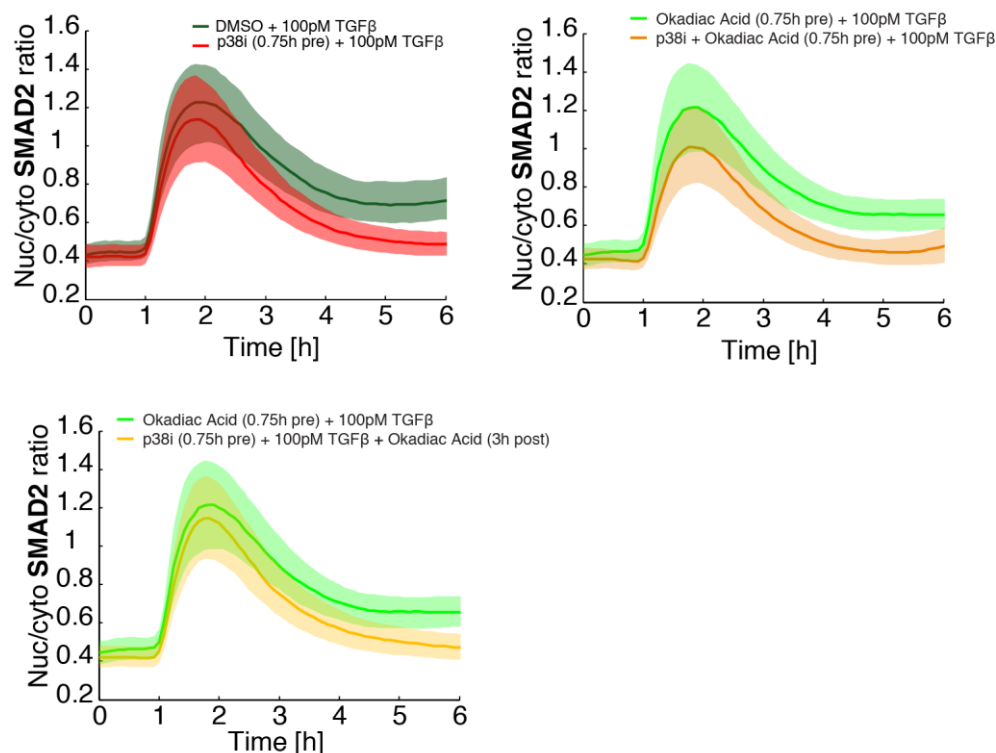 DMSO + 100pM TGFβ
p38i (0.75h pre) + 100pM TGFβ
Nuc/cyto SMAD2 ratio
1.6
1.4
1.2
1
0.8
0.6
0.4
0.2
0 1 2 3 4 5 6
Time [h]
Okadiac Acid (0.75h pre) + 100pM TGFβ
p38i + Okadiac Acid (0.75h pre) + 100pM TGFβ
Nuc/cyto SMAD2 ratio
1.6
1.4
1.2
1
0.8
0.6
0.4
0.2
0 1 2 3 4 5 6
Time [h]
Okadiac Acid (0.75h pre) + 100pM TGFβ
p38i (0.75h pre) + 100pM TGFβ + Okadiac Acid (3h post)
Nuc/cyto SMAD2 ratio
1.6
1.4
1.2
1
0.8
0.6
0.4
0.2
0 1 2 3 4 5 6
Time [h]